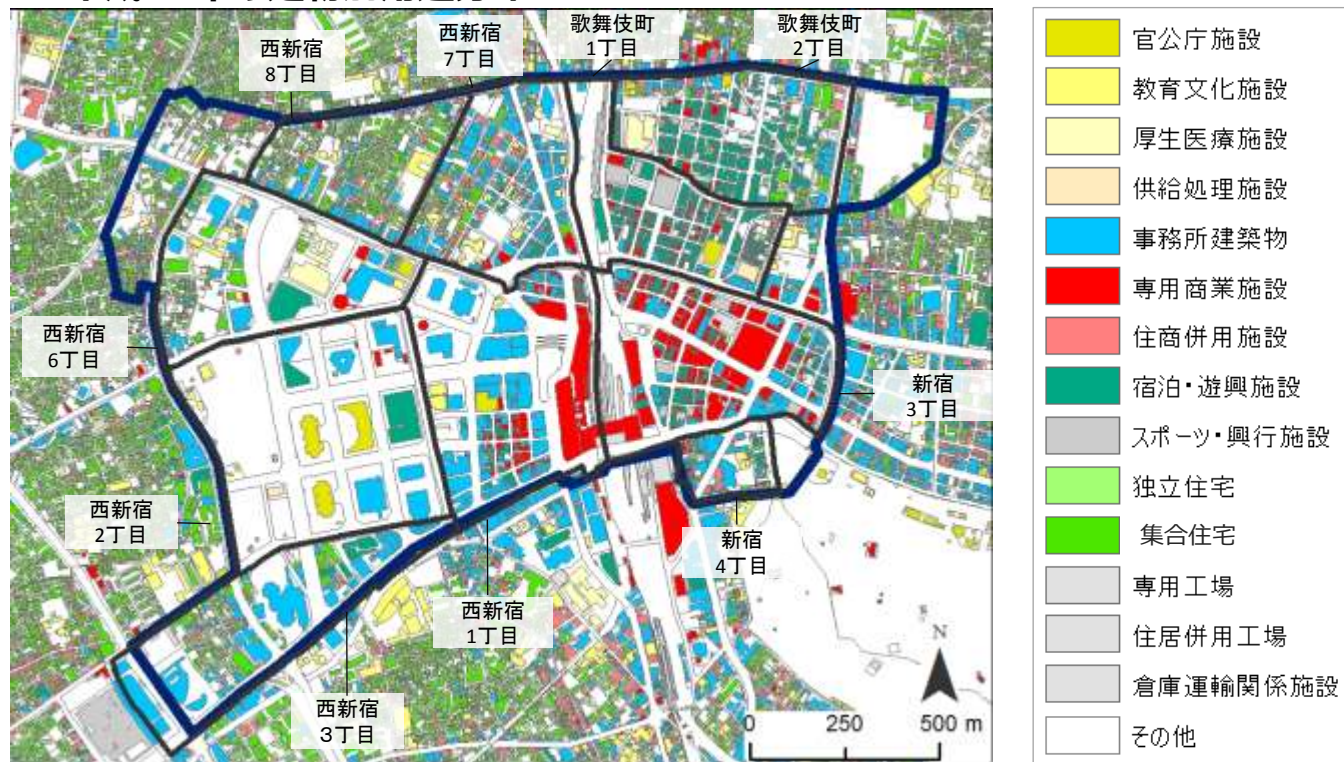 西新宿
8丁目
西新宿
7丁目
歌舞伎町
1丁目
歌舞伎町
2丁目
西新宿
6丁目
新宿
3丁目
西新宿
2丁目
新宿
4丁目
西新宿
1丁目
西新宿
3丁目
N
0 250 500 m
官公庁施設
教育文化施設
厚生医療施設
供給処理施設
事務所建築物
専用商業施設
住商併用施設
宿泊・遊興施設
スポーツ・興行施設
独立住宅
集合住宅
専用工場
住居併用工場
倉庫運輸関係施設
その他